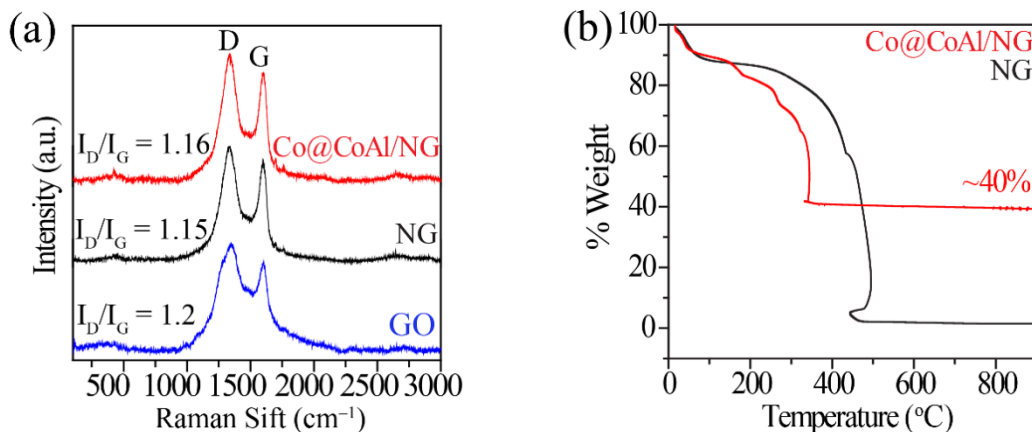 (a)
D
G
I_D/I_G = 1.16
Co@CoAl/NG
I_D/I_G = 1.15
NG
I_D/I_G = 1.2
GO
Intensity (a.u.)
500 1000 1500 2000 2500 3000
Raman Sift (cm⁻¹)
(b)
Co@CoAl/NG
NG
~40%
% Weight
100
80
60
40
20
0
0 200 400 600 800
Temperature (°C)